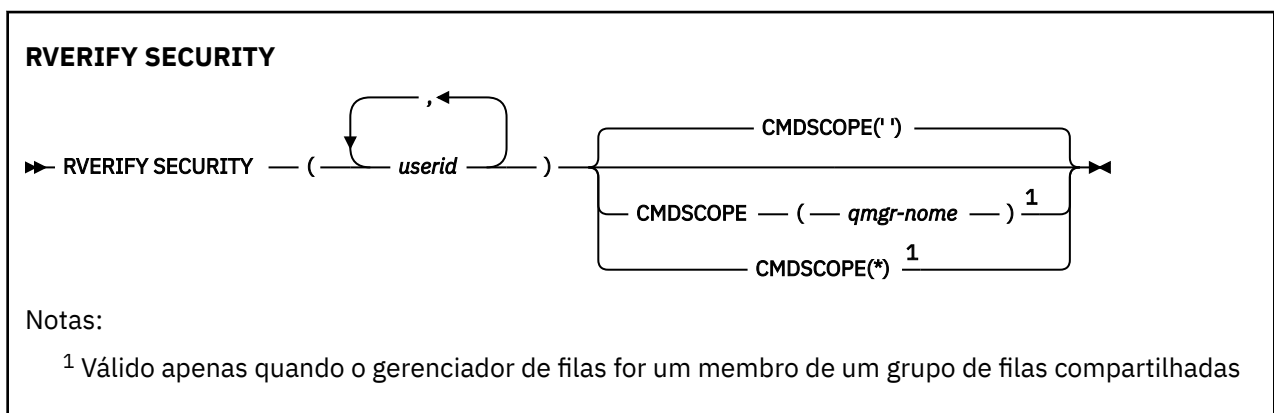 RVERIFY SECURITY
,
RVERIFY SECURITY ( userid )
CMDSCOPE(' ')
CMDSCOPE ( qmgr-nome ) 1
CMDSCOPE(*) 1
Notas:
1 Válido apenas quando o gerenciador de filas for um membro de um grupo de filas compartilhadas